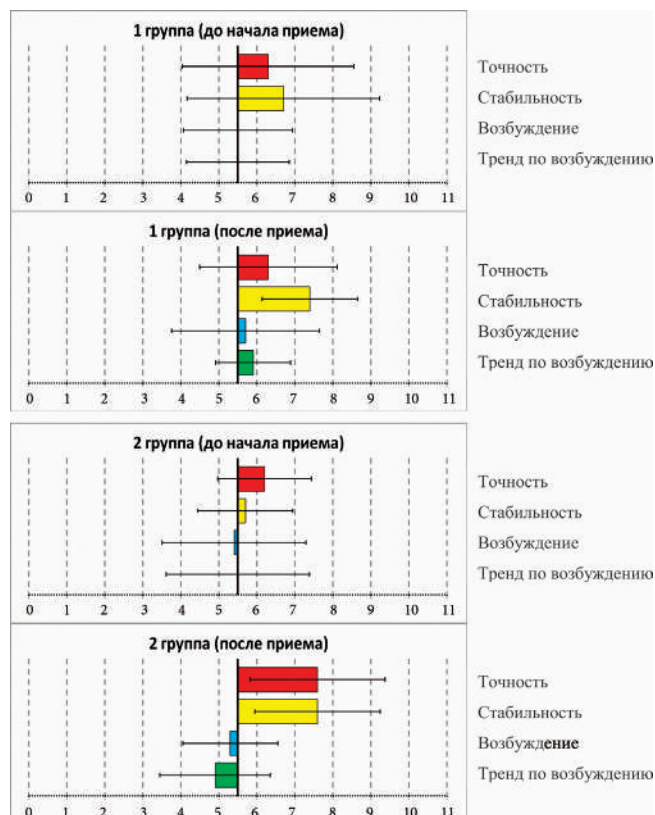 1 группа (до начала приема)
Точность
Стабильность
Возбуждение
Тренд по возбуждению
0 1 2 3 4 5 6 7 8 9 10 11
1 группа (после приема)
Точность
Стабильность
Возбуждение
Тренд по возбуждению
0 1 2 3 4 5 6 7 8 9 10 11
2 группа (до начала приема)
Точность
Стабильность
Возбуждение
Тренд по возбуждению
0 1 2 3 4 5 6 7 8 9 10 11
2 группа (после приема)
Точность
Стабильность
Возбуждение
Тренд по возбуждению
0 1 2 3 4 5 6 7 8 9 10 11